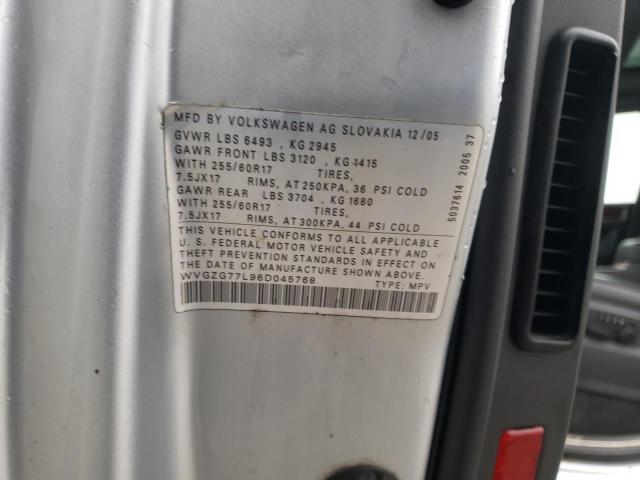 MFD BY VOLKSWAGEN AG SLOVAKIA 12/05
GVWR LBS 6493 , KG 2945
GAWR FRONT LBS 3120 , KG 1415
WITH 255/60R17 TIRES,
7.5JX17 RIMS, AT 250KPA, 36 PSI COLD
GAWR REAR LBS 3704 , KG 1680
WITH 255/60R17 TIRES,
7.5JX17 RIMS, AT 300KPA, 44 PSI COLD
THIS VEHICLE CONFORMS TO ALL APPLICABLE
U. S. FEDERAL MOTOR VEHICLE SAFETY AND
THEFT PREVENTION STANDARDS IN EFFECT ON
THE DATE OF MANUFACTURE SHOWN ABOVE.
WVGZG77L96D045768 TYPE: MPV
5037614 2005 37